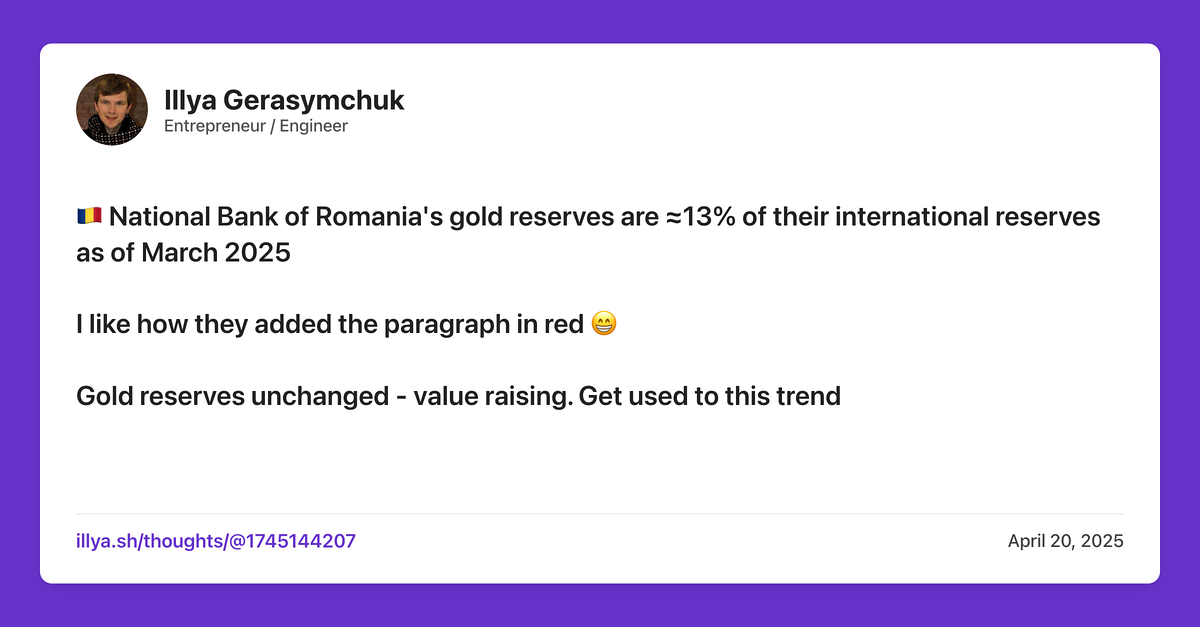 Illya Gerasymchuk
Entrepreneur / Engineer
🇷🇴 National Bank of Romania's gold reserves are ≈13% of their international reserves
as of March 2025
I like how they added the paragraph in red 😁
Gold reserves unchanged - value raising. Get used to this trend
illya.sh/thoughts/@1745144207
April 20, 2025